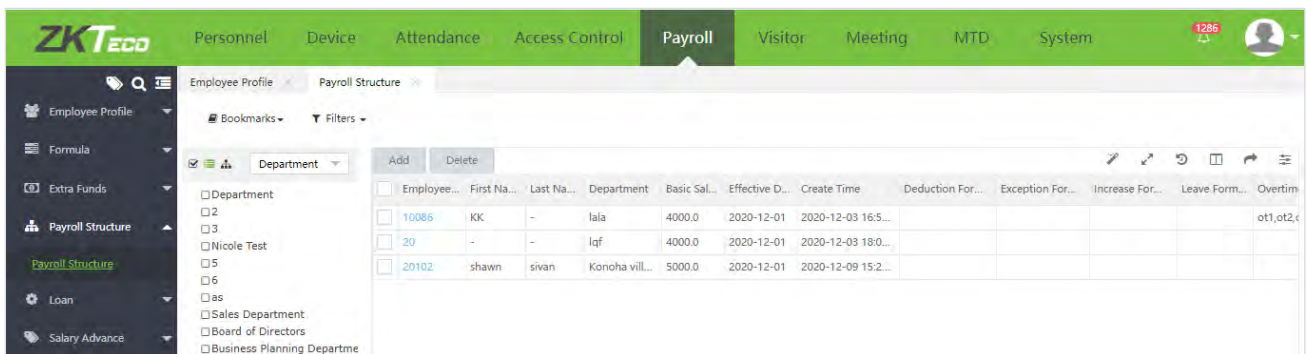 ZKTECO Personnel Device Attendance Access Control Payroll Visitor Meeting MTD System 1286
Employee Profile Payroll Structure
Employee Profile
Bookmarks Filters
Formula
Department Add Delete
Employee... First Na... Last Na... Department Basic Sal... Effective D... Create Time Deduction For... Exception For... Increase For... Leave Form... Overtim
Extra Funds
Department
2
10086 KK - lala 4000.0 2020-12-01 2020-12-03 16:5... ot1,ot2,
Payroll Structure
3
Nicole Test
20 - - lqf 4000.0 2020-12-01 2020-12-03 18:0...
Payroll Structure
5
20102 shawn sivan Konoha vill... 5000.0 2020-12-01 2020-12-09 15:2...
6
Loan
as
Sales Department
Salary Advance
Board of Directors
Business Planning Departme